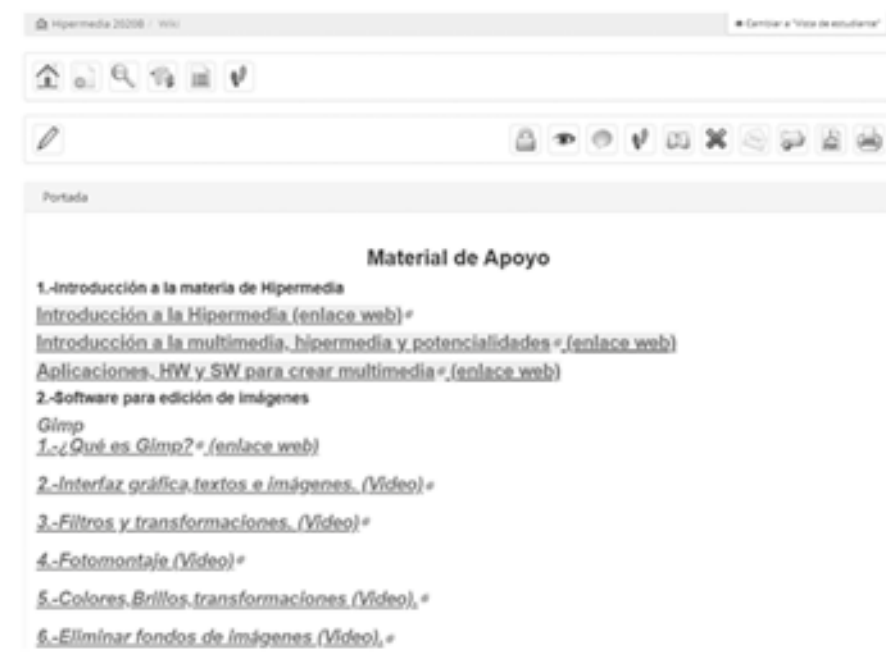 Hipermedia 2020B / Wiki
Cambiar a "Vista de estudiante"
Portada
Material de Apoyo
1.-Introducción a la materia de Hipermedia
Introducción a la Hipermedia (enlace web)
Introducción a la multimedia, hipermedia y potencialidades (enlace web)
Aplicaciones, HW y SW para crear multimedia (enlace web)
2.-Software para edición de imágenes
Gimp
1.-¿Qué es Gimp? (enlace web)
2.-Interfaz gráfica,textos e imágenes. (Video)
3.-Filtros y transformaciones. (Video)
4.-Fotomontaje (Video)
5.-Colores,Brillos,transformaciones (Video).
6.-Eliminar fondos de imágenes (Video).